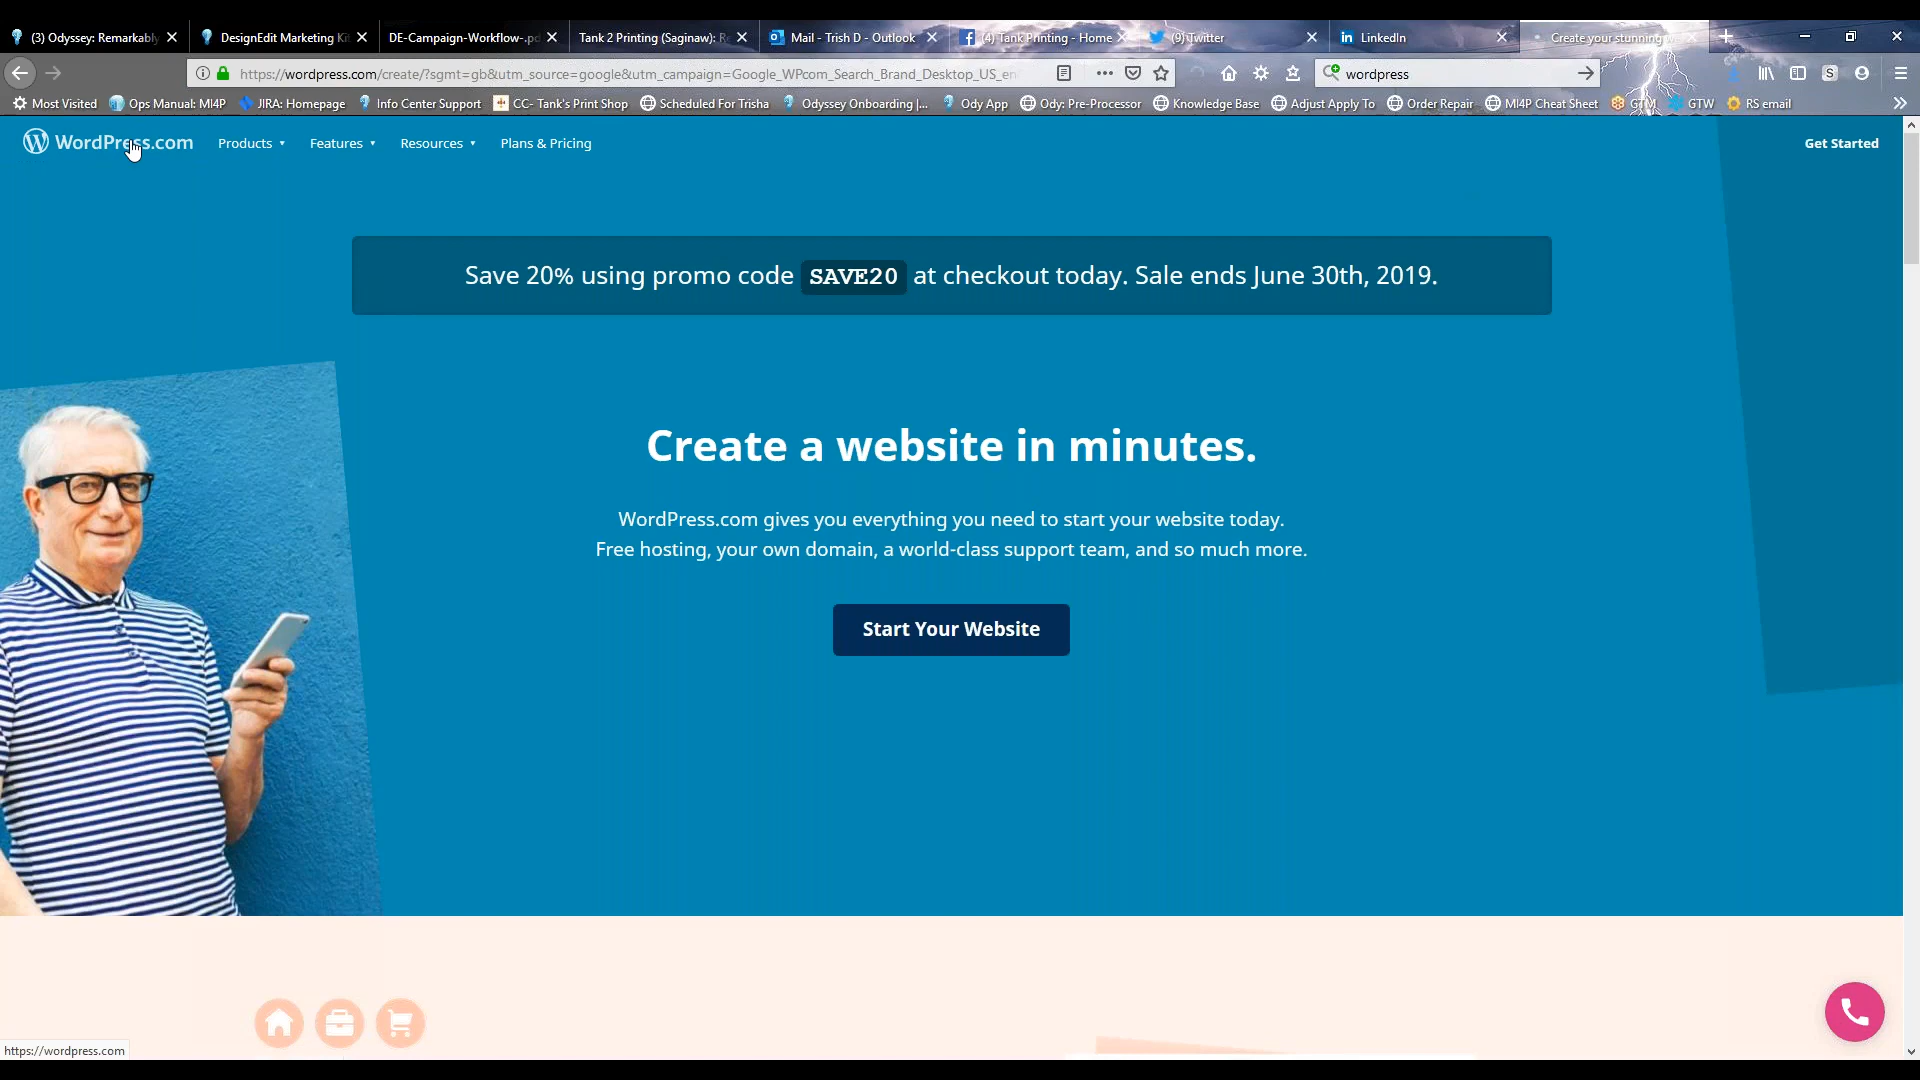 (3) Odyssey: Remarkably
DesignEdit Marketing Kit
DE-Campaign-Workflow-.pd
Tank 2 Printing (Saginaw): Re
Mail - Trish D - Outlook
(4) Tank Printing - Home
(9) Twitter
LinkedIn
Create your stunning w
https://wordpress.com/create/?sgmt=gb&utm_source=google&utm_campaign=Google_WPcom_Search_Brand_Desktop_US_en
wordpress
Most Visited
Ops Manual: MI4P
JIRA: Homepage
Info Center Support
CC- Tank's Print Shop
Scheduled For Trisha
Odyssey Onboarding |...
Ody App
Ody: Pre-Processor
Knowledge Base
Adjust Apply To
Order Repair
MI4P Cheat Sheet
GTM
GTW
RS email
WordPress.com
Products
Features
Resources
Plans & Pricing
Get Started
Save 20% using promo code SAVE20 at checkout today. Sale ends June 30th, 2019.
Create a website in minutes.
WordPress.com gives you everything you need to start your website today.
Free hosting, your own domain, a world-class support team, and so much more.
Start Your Website
https://wordpress.com